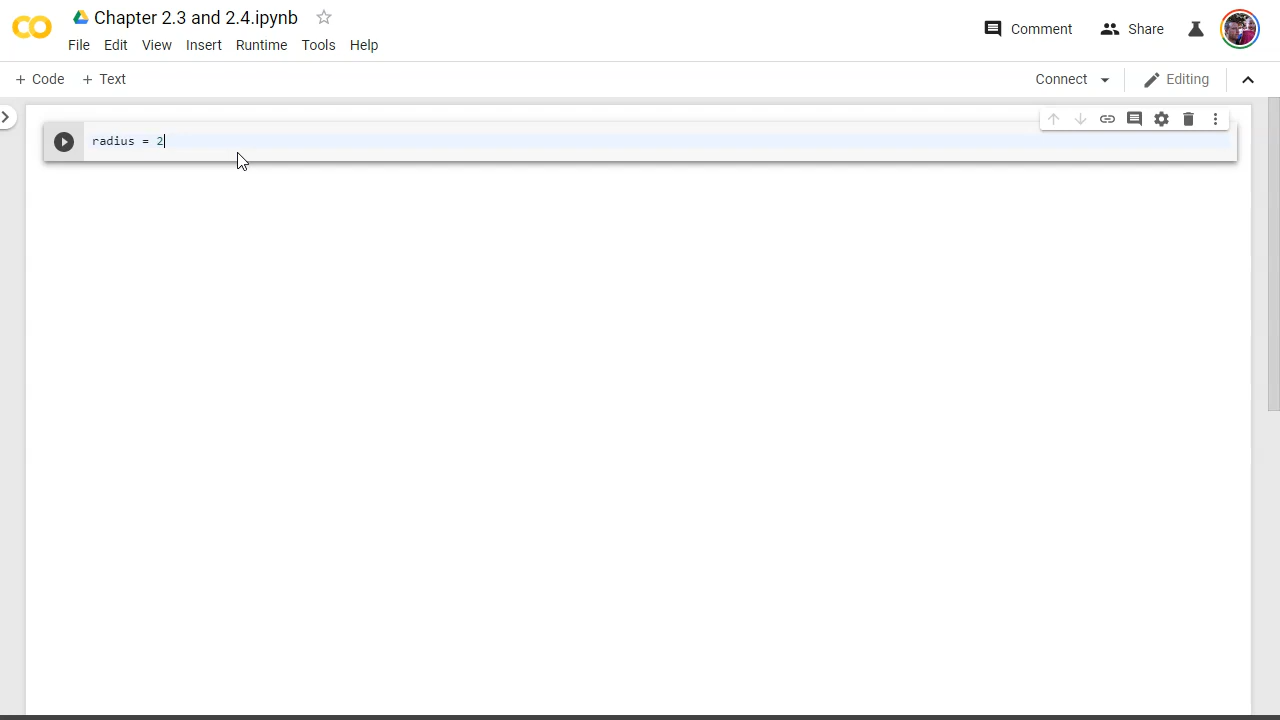 Chapter 2.3 and 2.4.ipynb
File Edit View Insert Runtime Tools Help
Comment Share
+ Code + Text
Connect Editing
radius = 2